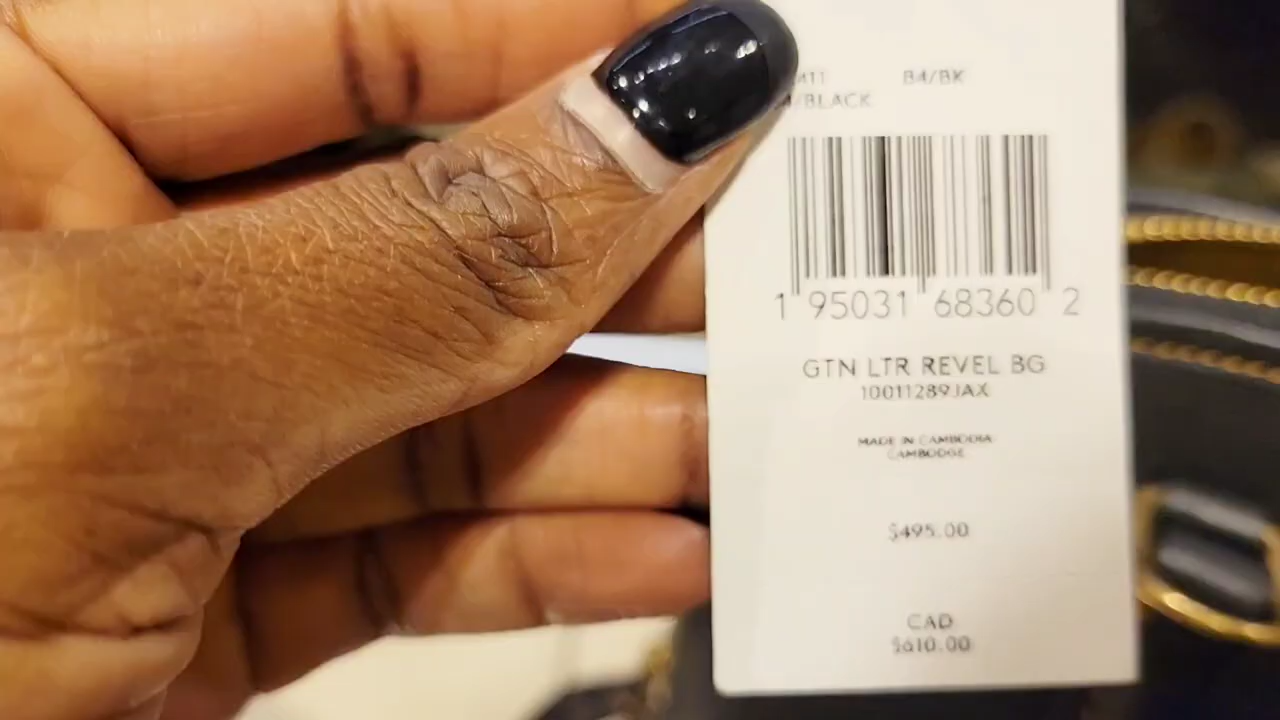 B4/BK
/BLACK
1 95031 68360 2
GTN LTR REVEL BG
10011289JAX
MADE IN CAMBODIA
CAMBODGE
$495.00
CAD
$610.00